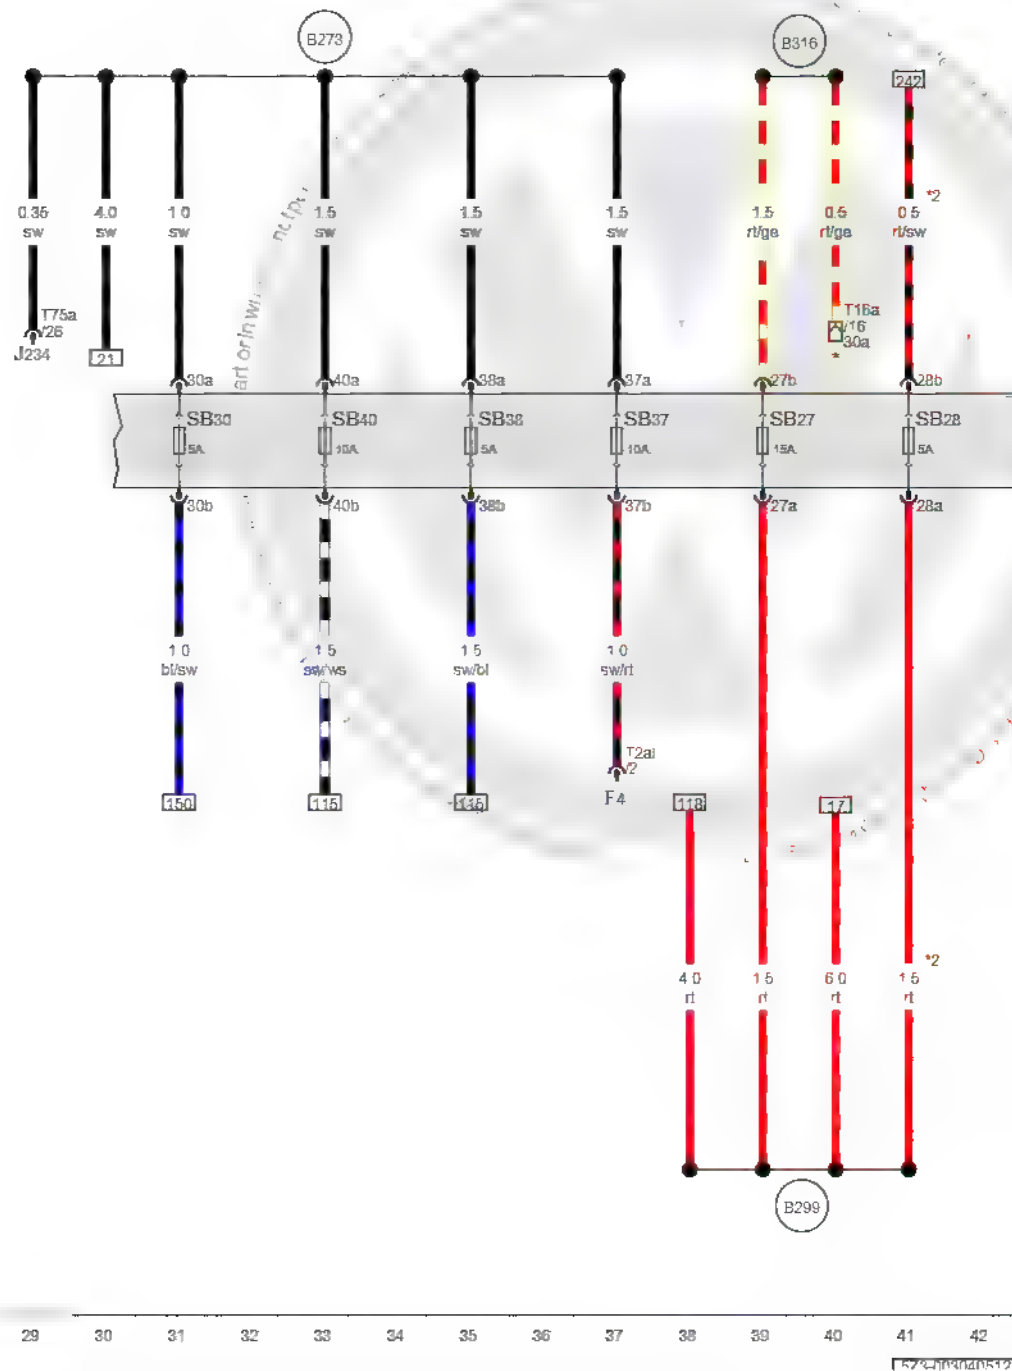 B273
B316
242
0.35 4.0 1.0 1.5 1.5 1.5 1.5 0.5 0.5 *2
sw sw sw sw sw sw rt/ge rt/ge rt/sw
T75a
/26
J234
21
T16a
/16
30a
*
30a 40a 38a 37a 27b 28b
SB30 SB40 SB38 SB37 SB27 SB28
5A 10A 5A 10A 15A 5A
30b 40b 38b 37b 27a 28a
1.0 1.5 1.5 1.0
bl/sw sw/ws sw/bl sw/rt
T2al
/2
F4
150 115 115 118 17
4.0 1.5 6.0 1.5 *2
rt rt rt rt
B299
29 30 31 32 33 34 35 36 37 38 39 40 41 42
573-003040512